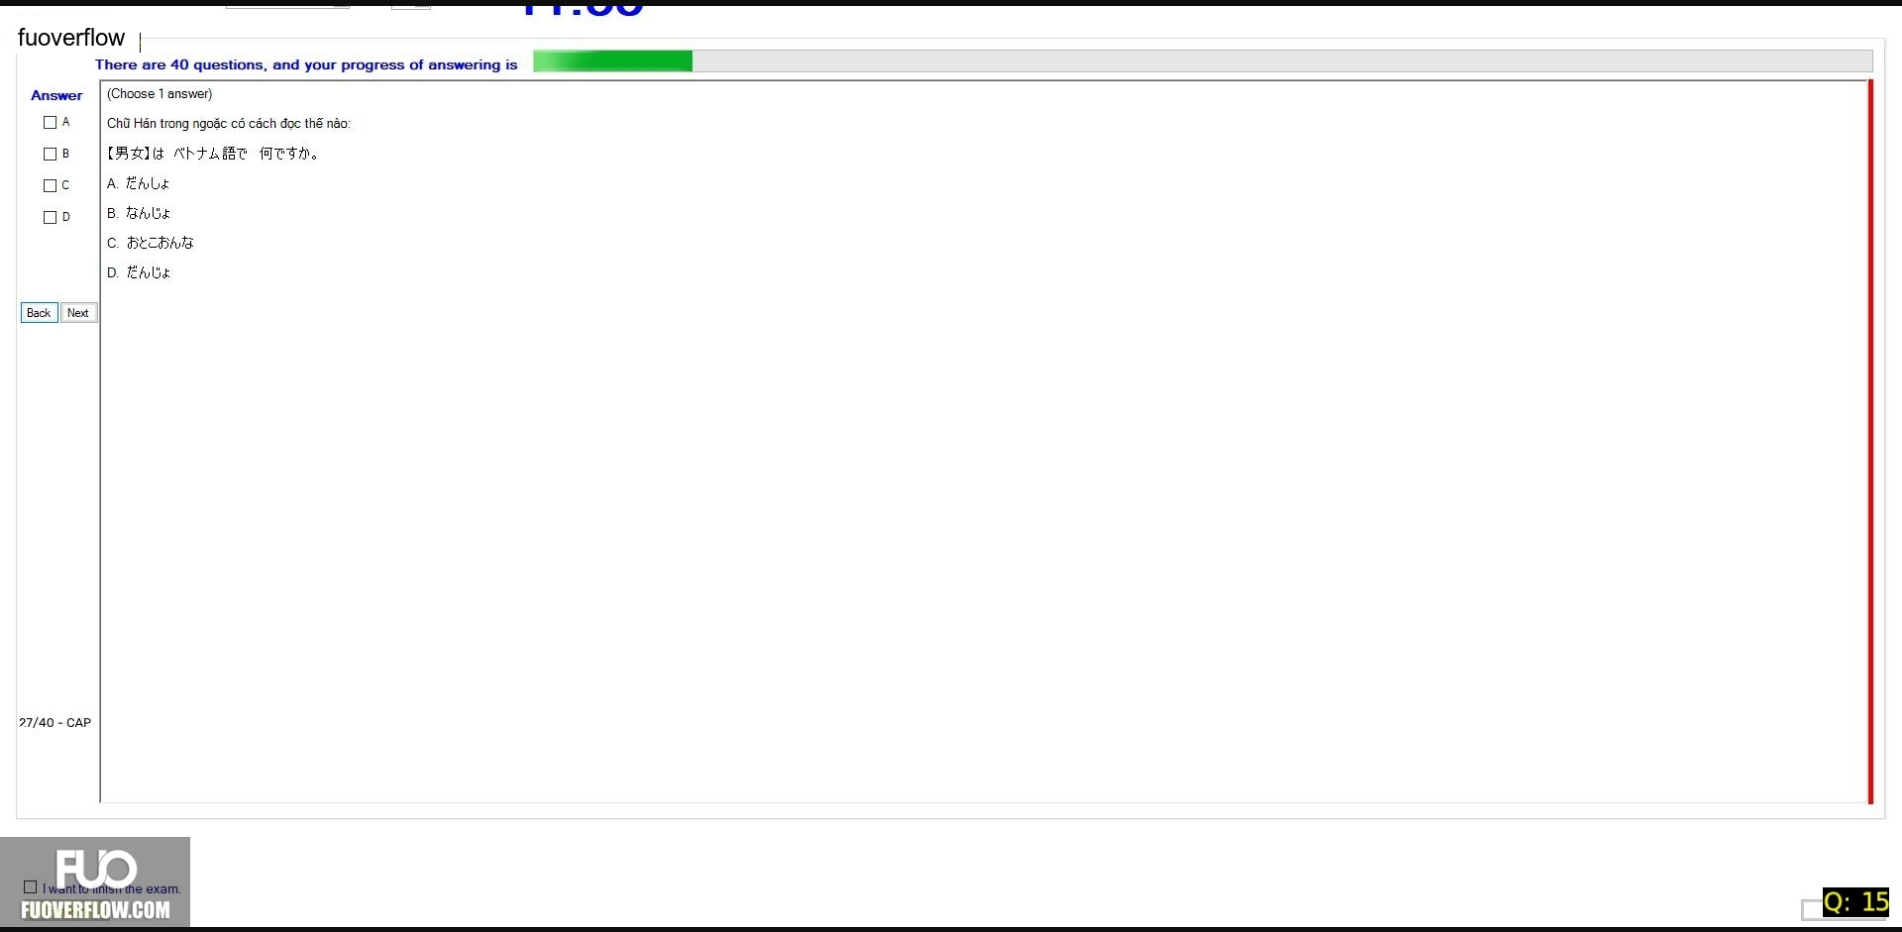 fuoverflow
There are 40 questions, and your progress of answering is
Answer
(Choose 1 answer)
A
Chữ Hán trong ngoặc có cách đọc thế nào:
B
【男女】は ベトナム語で 何ですか。
C
A. だんしょ
D
B. なんじょ
C. おとこおんな
D. だんじょ
Back Next
27/40 - CAP
FUO
I want to finish the exam.
FUOVERFLOW.COM
Q: 15